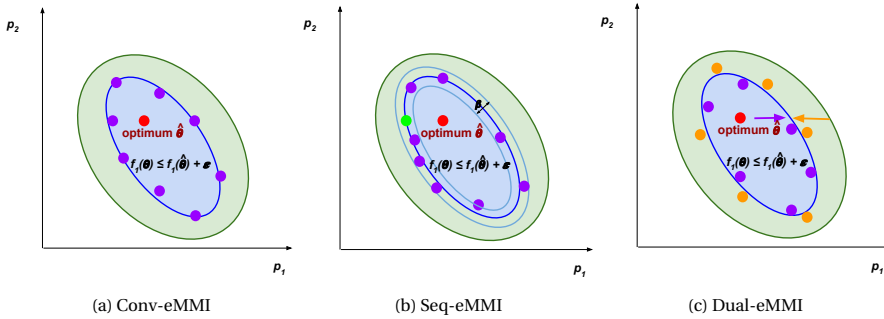 p₂
optimum θ̂
f₁(θ) ≤ f₁(θ̂) + ε
p₁
(a) Conv-eMMI
p₂
β
optimum θ̂
f₁(θ) ≤ f₁(θ̂) + ε
p₁
(b) Seq-eMMI
p₂
optimum θ̂
f₁(θ) ≤ f₁(θ̂) + ε
p₁
(c) Dual-eMMI